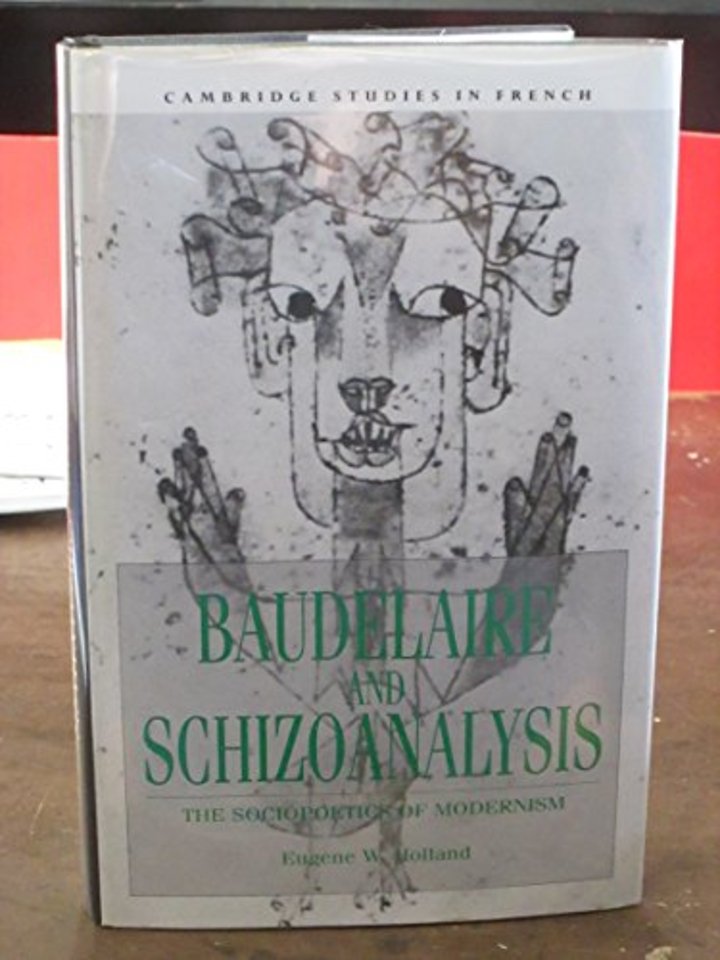 CAMBRIDGE STUDIES IN FRENCH
BAUDELAIRE
AND
SCHIZOANALYSIS
THE SOCIOPOETICS OF MODERNISM
Eugene W. Holland